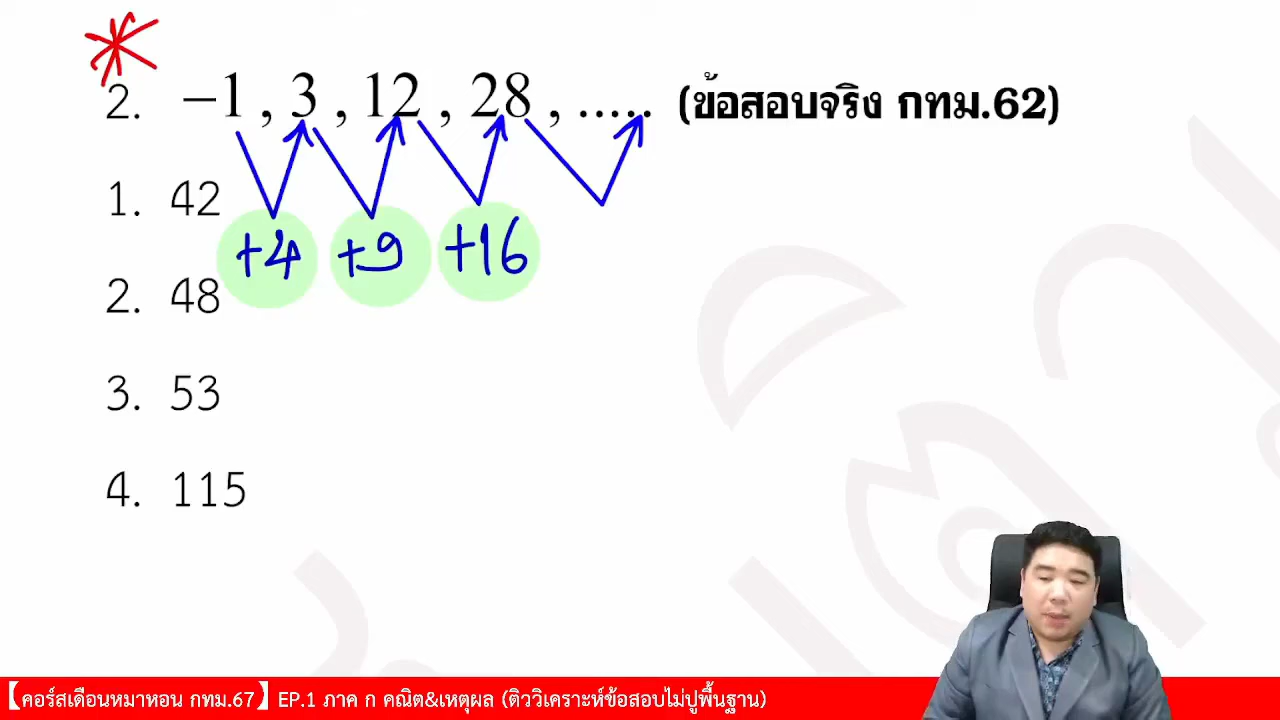 2. −1 , 3 , 12 , 28 , ..... (ข้อสอบจริง กทม.62)
+4 +9 +16
1. 42
2. 48
3. 53
4. 115
【คอร์สเดือนหมาหอน กทม.67】 EP.1 ภาค ก คณิต&เหตุผล (ติววิเคราะห์ข้อสอบไม่ปูพื้นฐาน)